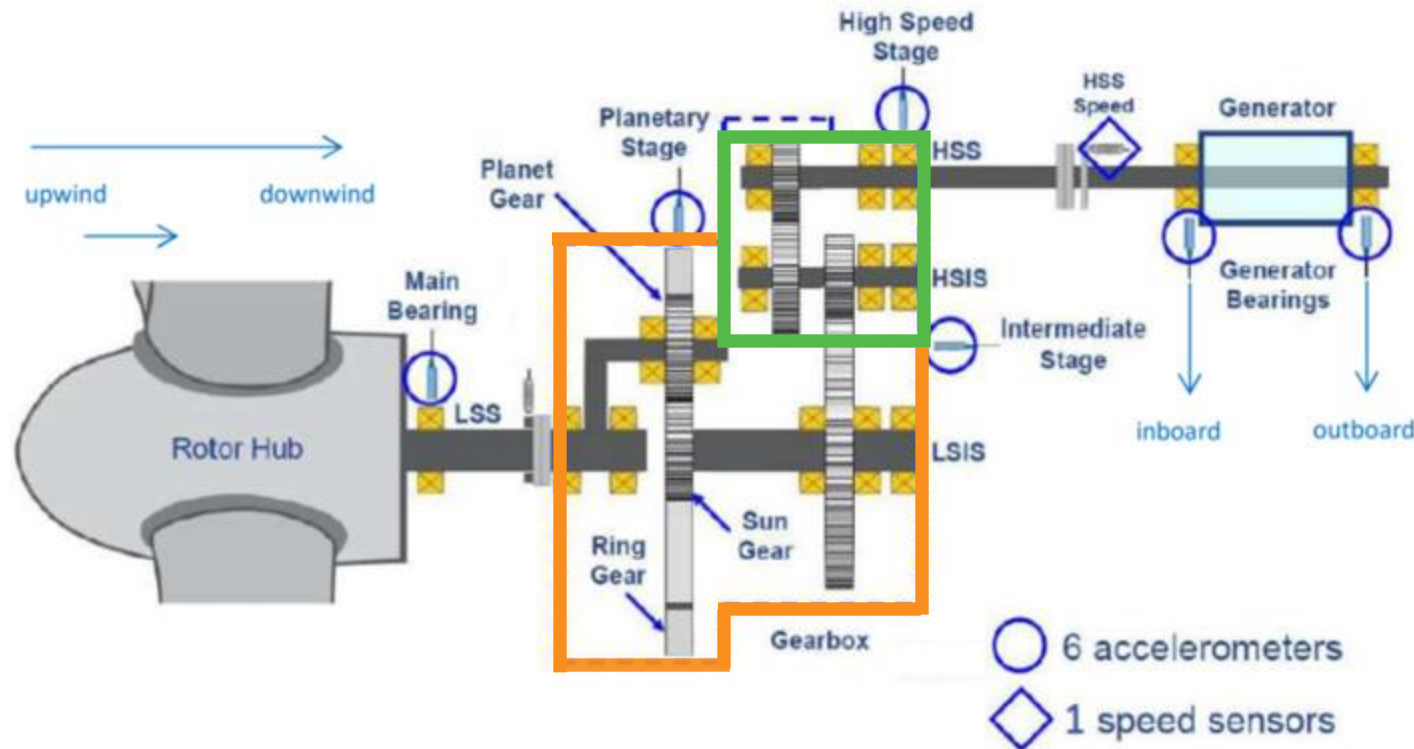 High Speed
Stage
HSS
Speed
Generator
Planetary
Stage
Planet
Gear
HSS
upwind
downwind
Main
Bearing
HSIS
Generator
Bearings
Intermediate
Stage
LSS
Rotor Hub
LSIS
inboard
outboard
Sun
Gear
Ring
Gear
Gearbox
6 accelerometers
1 speed sensors